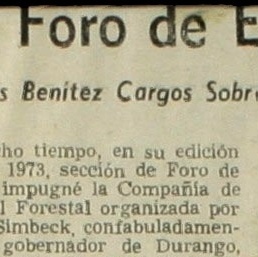 Foro de E
s Benítez Cargos Sobre
cho tiempo, en su edición
1973, sección de Foro de
impugné la Compañía de
l Forestal organizada por
Simbeck, confabuladamen-
gobernador de Durango,